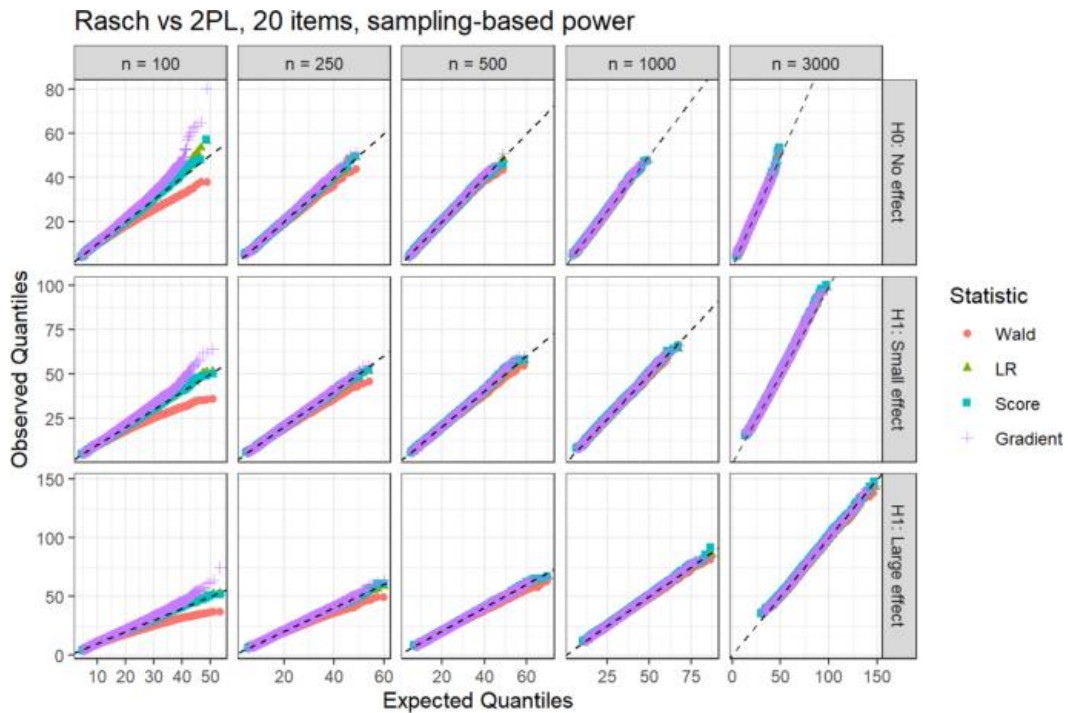 Rasch vs 2PL, 20 items, sampling-based power
n = 100
n = 250
n = 500
n = 1000
n = 3000
80
60
40
20
H0: No effect
100
75
50
25
H1: Small effect
150
100
50
0
H1: Large effect
Observed Quantiles
10 20 30 40 50
0 20 40 60
0 20 40 60
0 25 50 75
0 50 100 150
Expected Quantiles
Statistic
Wald
LR
Score
Gradient